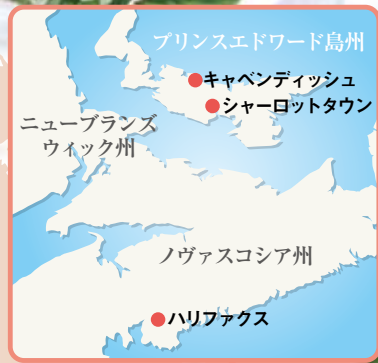 プリンスエドワード島州
キャベンディッシュ
シャーロットタウン
ニューブランズ
ウィック州
ノヴァスコシア州
ハリファクス